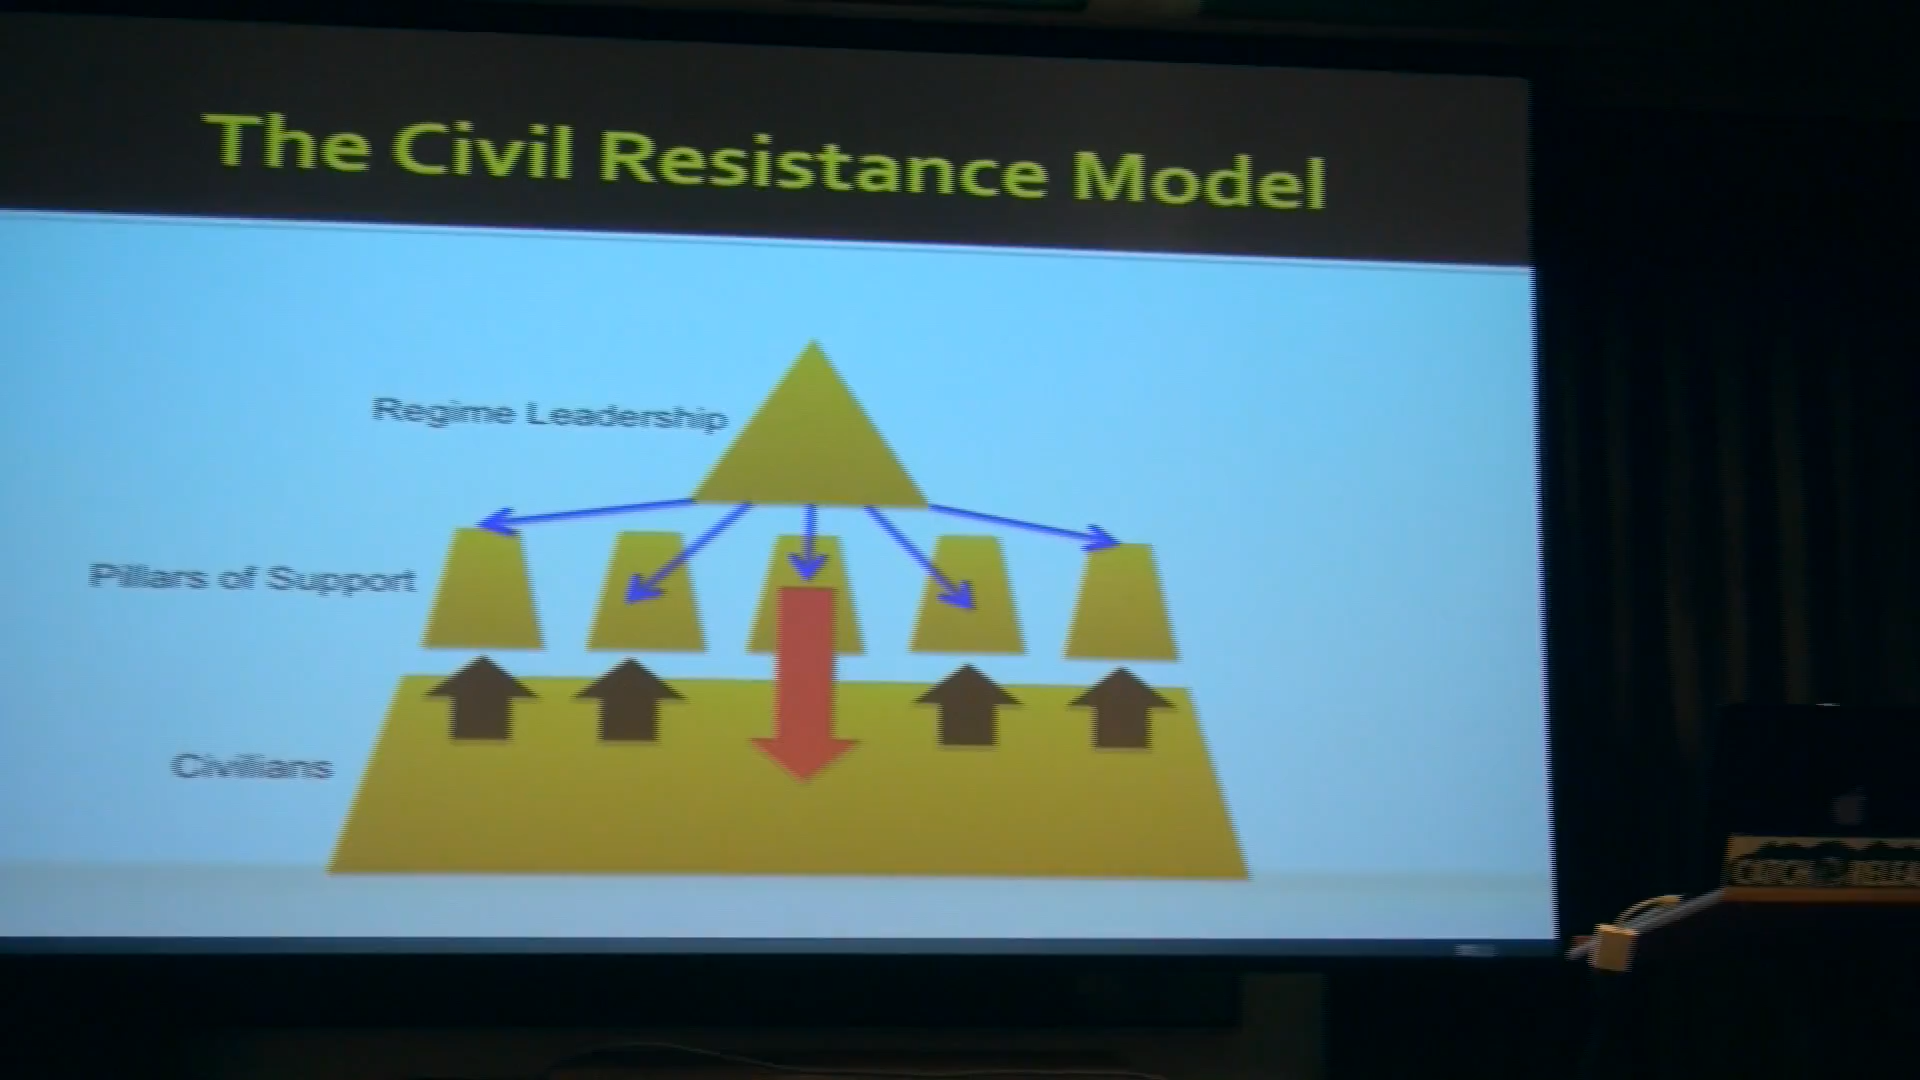 The Civil Resistance Model
Regime Leadership
Pillars of Support
Civilians